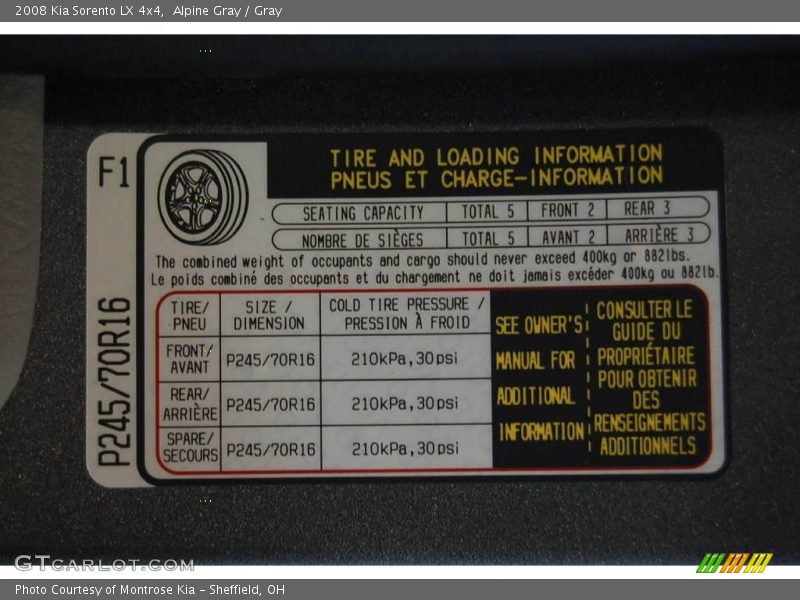 2008 Kia Sorento LX 4x4, Alpine Gray / Gray
F1
P245/70R16
TIRE AND LOADING INFORMATION
PNEUS ET CHARGE-INFORMATION
SEATING CAPACITY TOTAL 5 FRONT 2 REAR 3
NOMBRE DE SIÈGES TOTAL 5 AVANT 2 ARRIÈRE 3
The combined weight of occupants and cargo should never exceed 400kg or 882lbs.
Le poids combiné des occupants et du chargement ne doit jamais excéder 400kg ou 882lb.
TIRE/
PNEU
SIZE /
DIMENSION
COLD TIRE PRESSURE /
PRESSION À FROID
FRONT/
AVANT
P245/70R16
210kPa,30psi
REAR/
ARRIÈRE
P245/70R16
210kPa,30psi
SPARE/
SECOURS
P245/70R16
210kPa,30psi
SEE OWNER'S
MANUAL FOR
ADDITIONAL
INFORMATION
CONSULTER LE
GUIDE DU
PROPRIÉTAIRE
POUR OBTENIR
DES
RENSEIGNEMENTS
ADDITIONNELS
GTCARLOT.COM
Photo Courtesy of Montrose Kia - Sheffield, OH